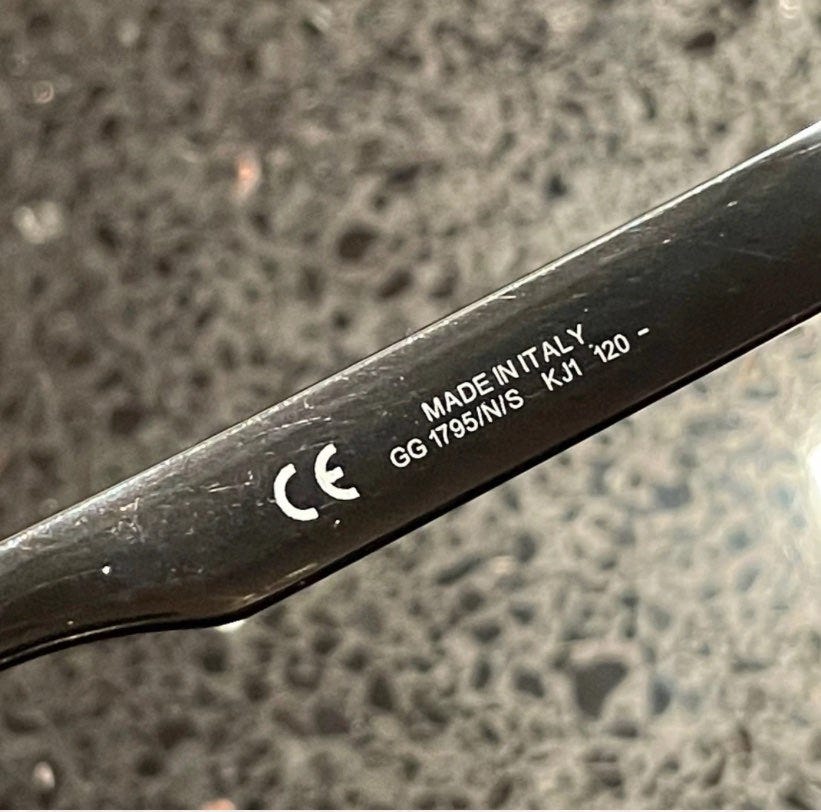 MADE IN ITALY
GG 1795/N/S KJ1 120 -
CE